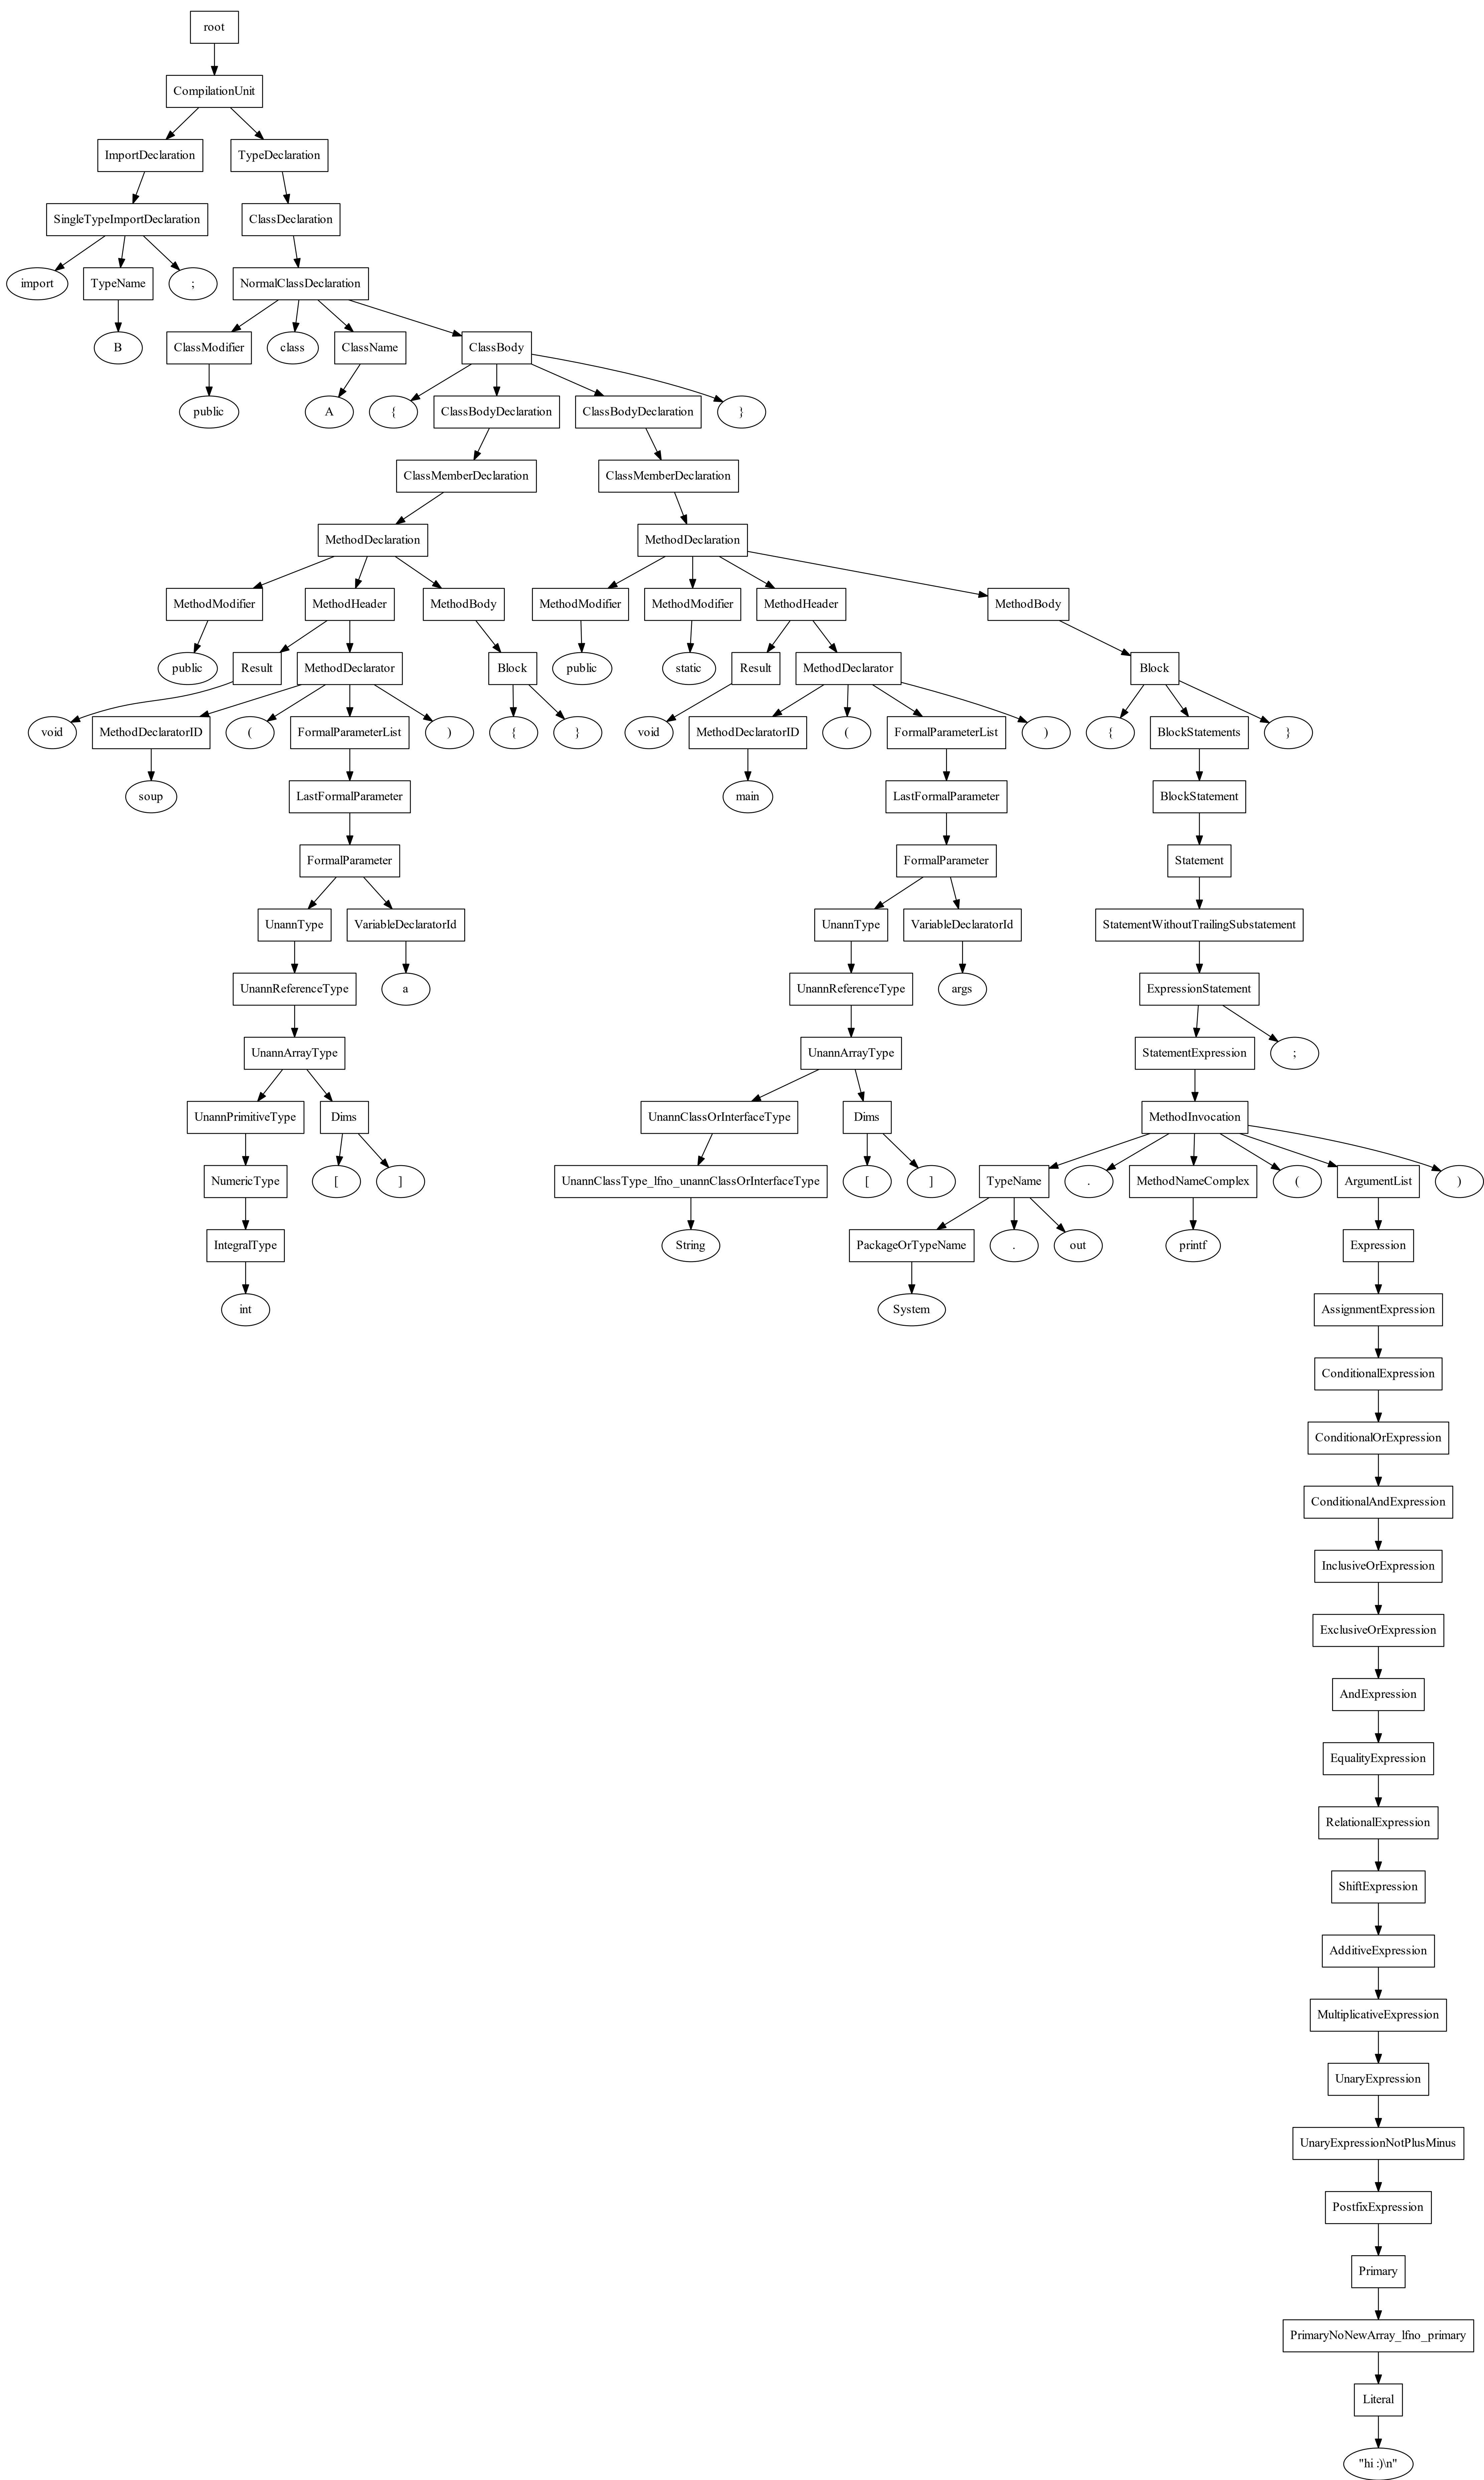 root
CompilationUnit
ImportDeclaration TypeDeclaration
SingleTypeImportDeclaration ClassDeclaration
import TypeName ; NormalClassDeclaration
B ClassModifier class ClassName ClassBody
public A { ClassBodyDeclaration ClassBodyDeclaration }
ClassMemberDeclaration ClassMemberDeclaration
MethodDeclaration MethodDeclaration
MethodModifier MethodHeader MethodBody MethodModifier MethodModifier MethodHeader MethodBody
public Result MethodDeclarator Block public static Result MethodDeclarator Block
void MethodDeclaratorID ( FormalParameterList ) { } void MethodDeclaratorID ( FormalParameterList ) { BlockStatements }
soup LastFormalParameter main LastFormalParameter BlockStatement
FormalParameter FormalParameter Statement
UnannType VariableDeclaratorId UnannType VariableDeclaratorId StatementWithoutTrailingSubstatement
UnannReferenceType a UnannReferenceType args ExpressionStatement
UnannArrayType UnannArrayType StatementExpression ;
UnannPrimitiveType Dims UnannClassOrInterfaceType Dims MethodInvocation
NumericType [ ] UnannClassType_lfno_unannClassOrInterfaceType [ ] TypeName . MethodNameComplex ( ArgumentList )
IntegralType String PackageOrTypeName . out printf Expression
int System AssignmentExpression
ConditionalExpression
ConditionalOrExpression
ConditionalAndExpression
InclusiveOrExpression
ExclusiveOrExpression
AndExpression
EqualityExpression
RelationalExpression
ShiftExpression
AdditiveExpression
MultiplicativeExpression
UnaryExpression
UnaryExpressionNotPlusMinus
PostfixExpression
Primary
PrimaryNoNewArray_lfno_primary
Literal
"hi :)\n"